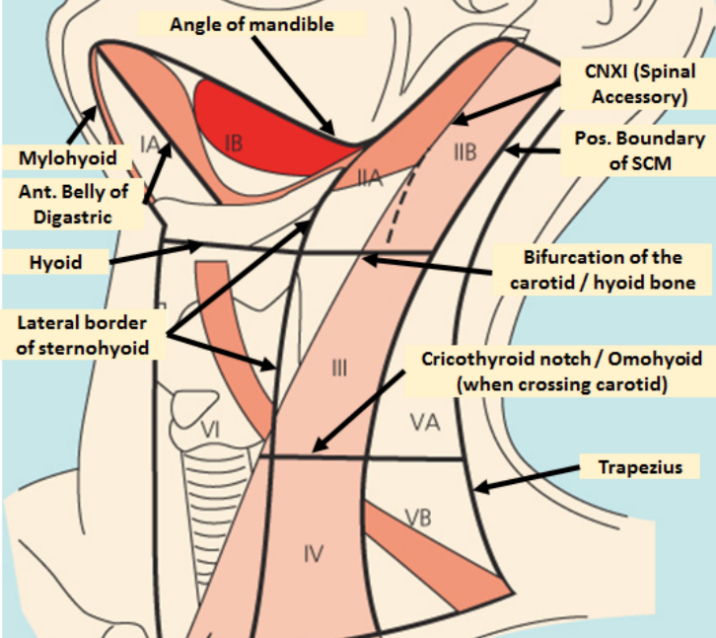 Angle of mandible
CNXI (Spinal
Accessory)
IA
IB
IIB
Mylohyoid
Pos. Boundary
of SCM
IIA
Ant. Belly of
Digastric
Hyoid
Bifurcation of the
carotid / hyoid bone
Lateral border
of sternohyoid
Cricothyroid notch / Omohyoid
(when crossing carotid)
III
VI
VA
Trapezius
VB
IV